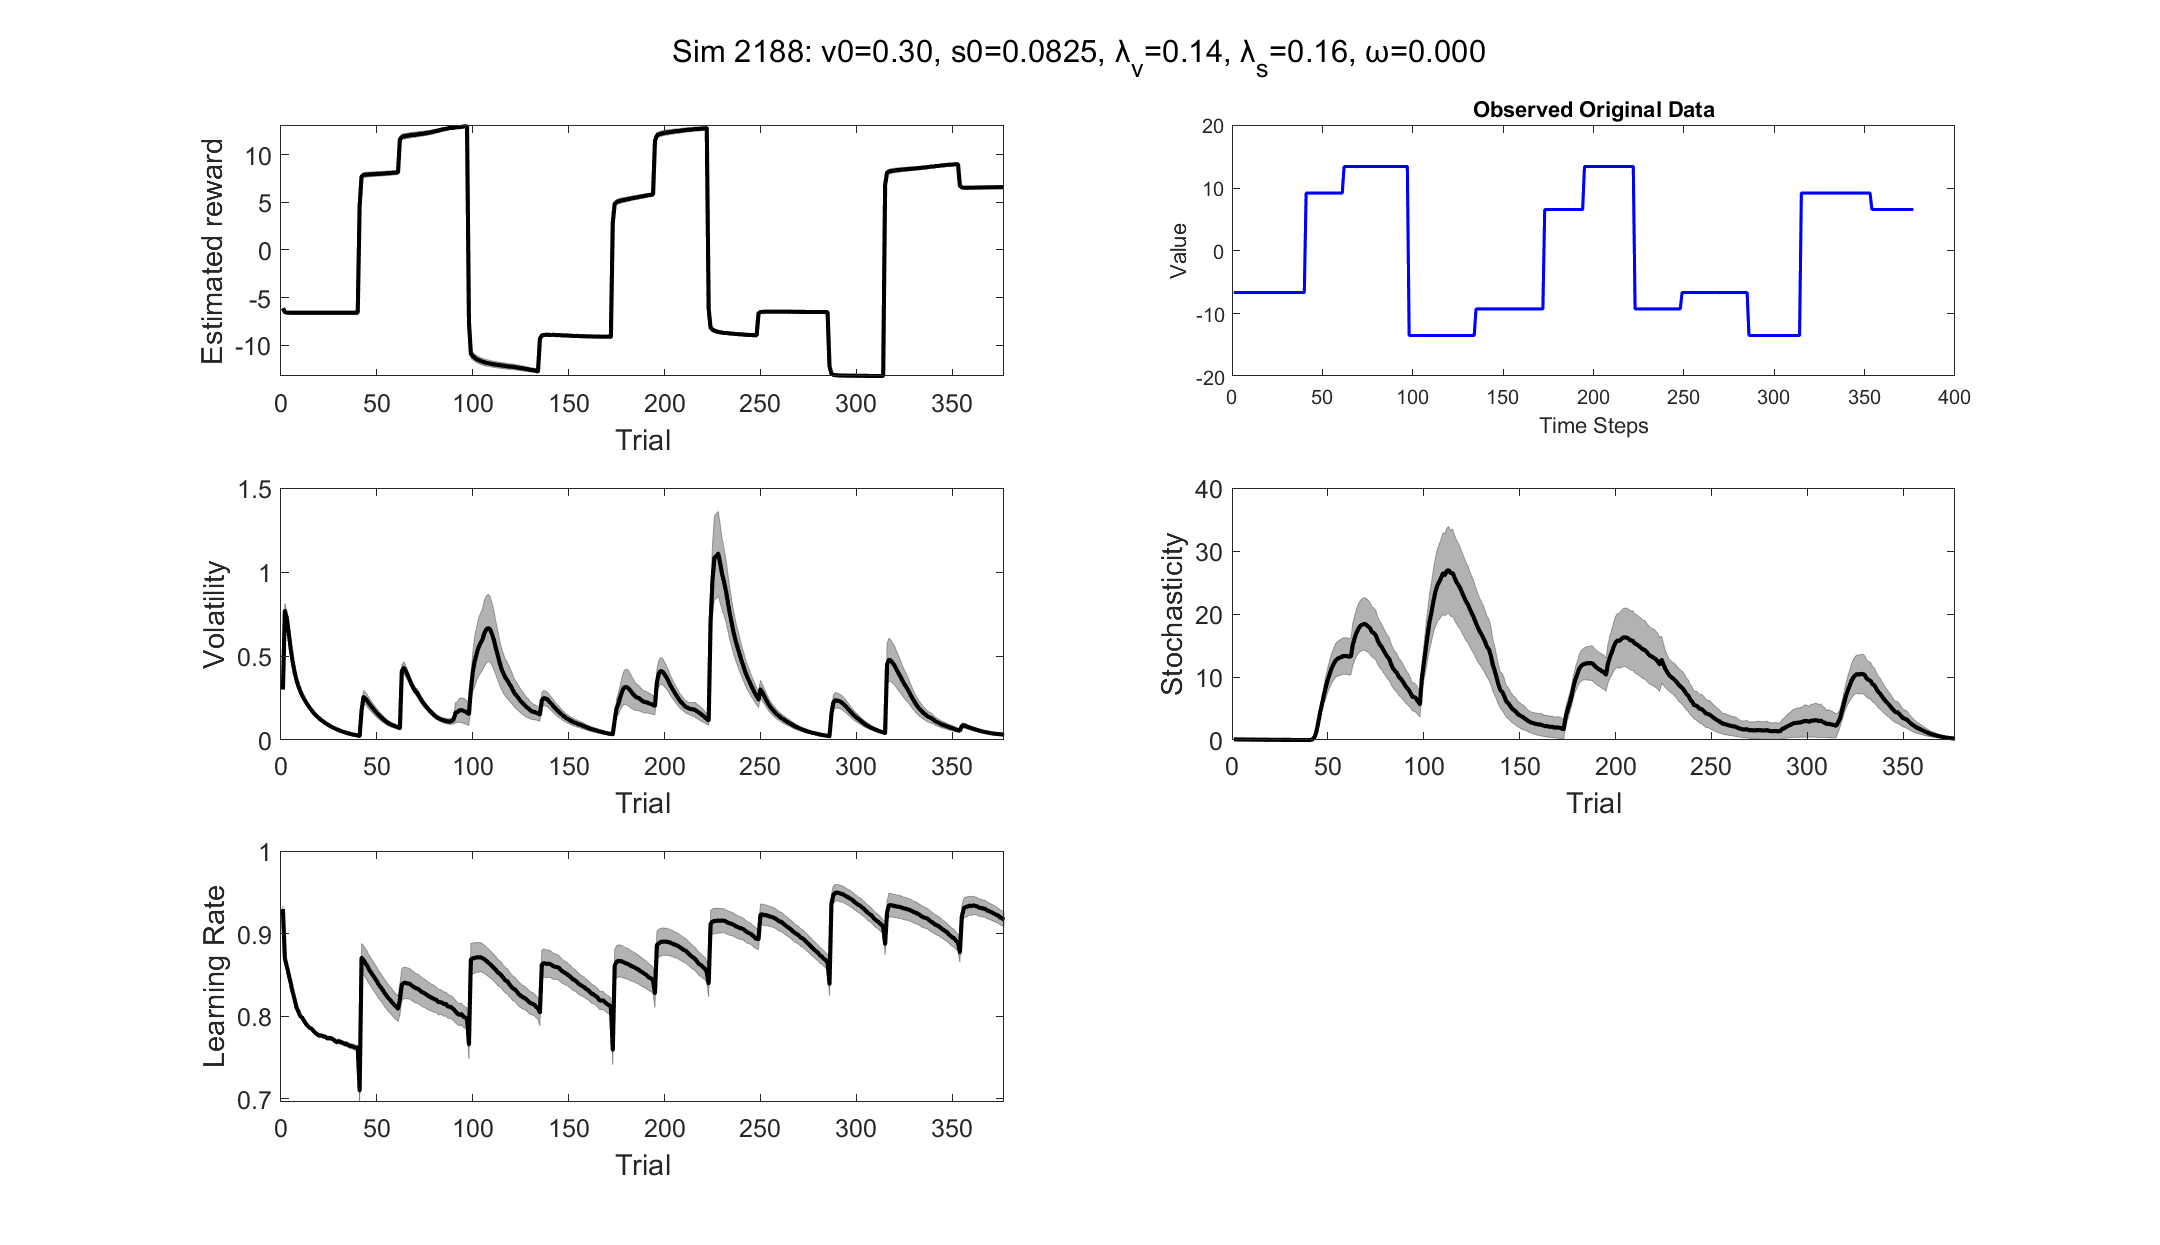 Sim 2188: v0=0.30, s0=0.0825, λ_v=0.14, λ_s=0.16, ω=0.000
Estimated reward
10
5
0
-5
-10
0 50 100 150 200 250 300 350
Trial
Observed Original Data
Value
20
10
0
-10
-20
0 50 100 150 200 250 300 350 400
Time Steps
Volatility
1.5
1
0.5
0
0 50 100 150 200 250 300 350
Trial
Stochasticity
40
30
20
10
0
0 50 100 150 200 250 300 350
Trial
Learning Rate
1
0.9
0.8
0.7
0 50 100 150 200 250 300 350
Trial